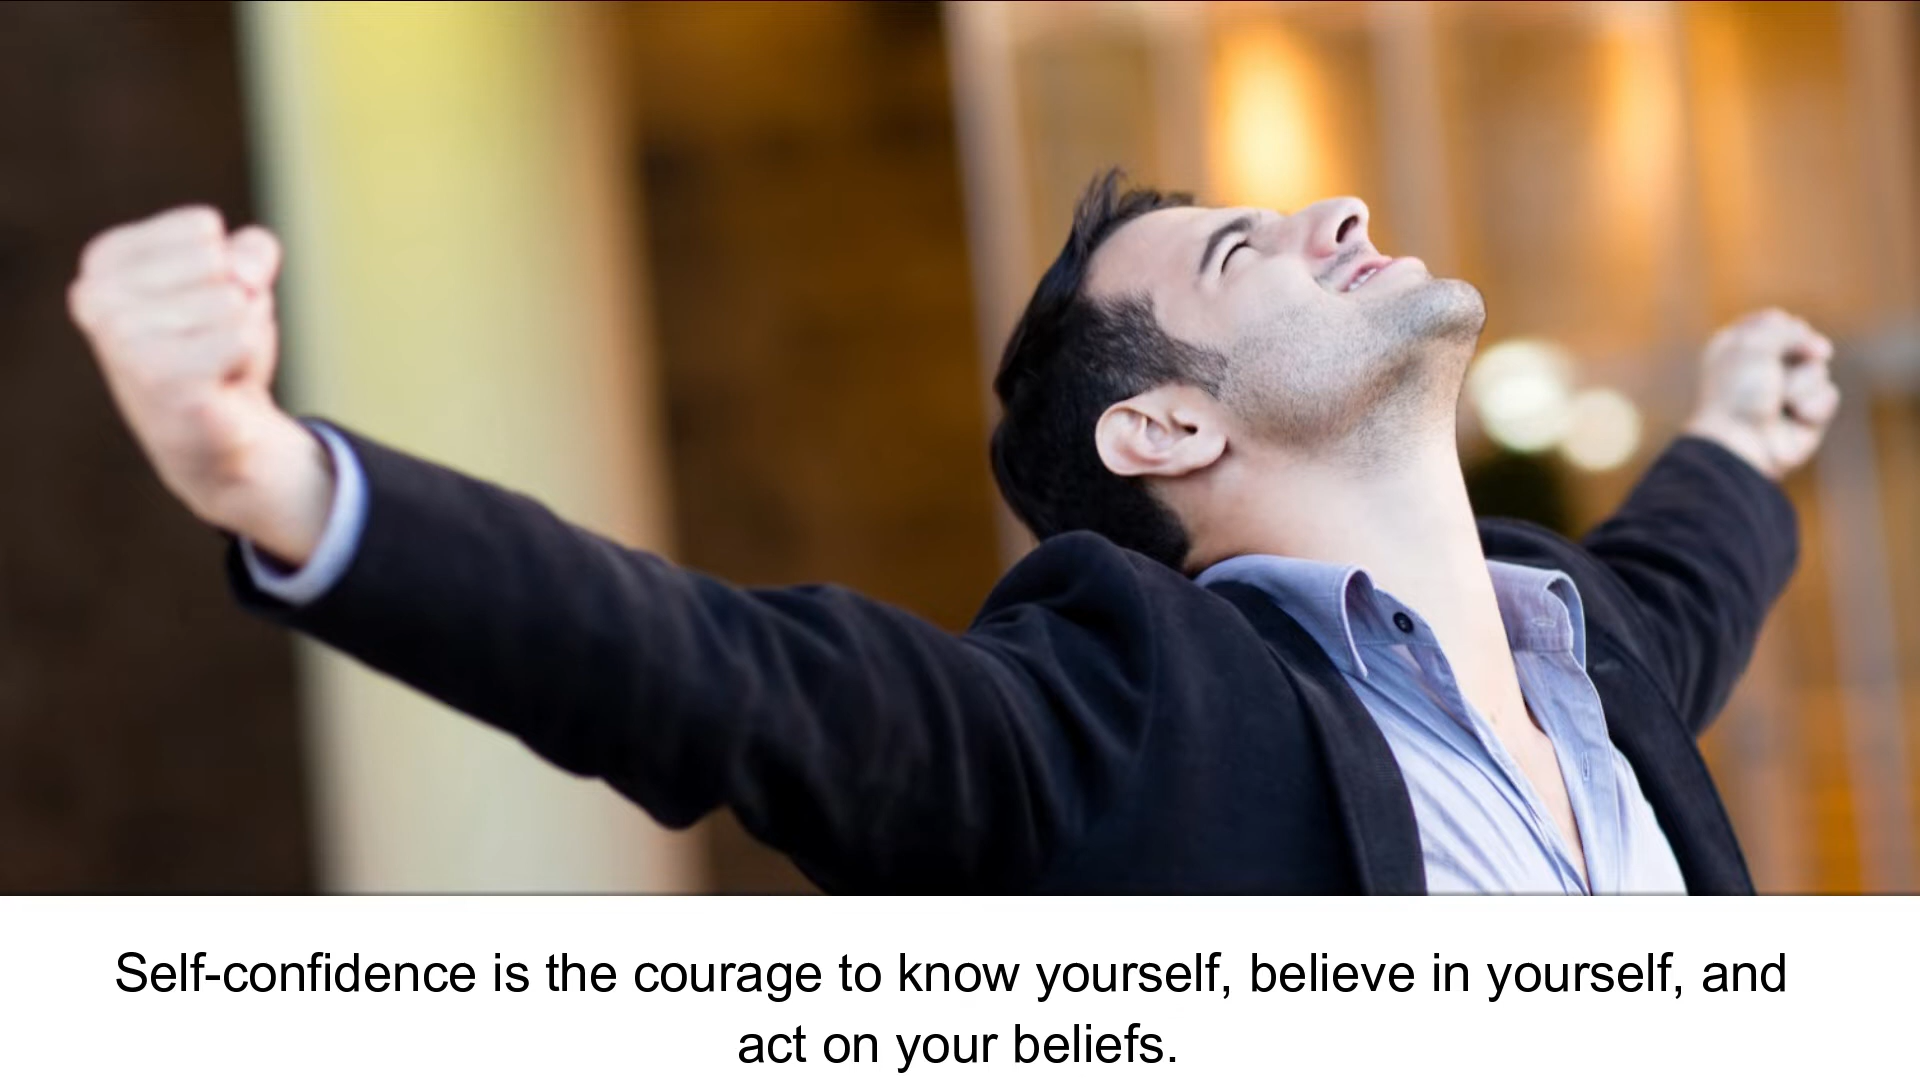 Self-confidence is the courage to know yourself, believe in yourself, and
act on your beliefs.